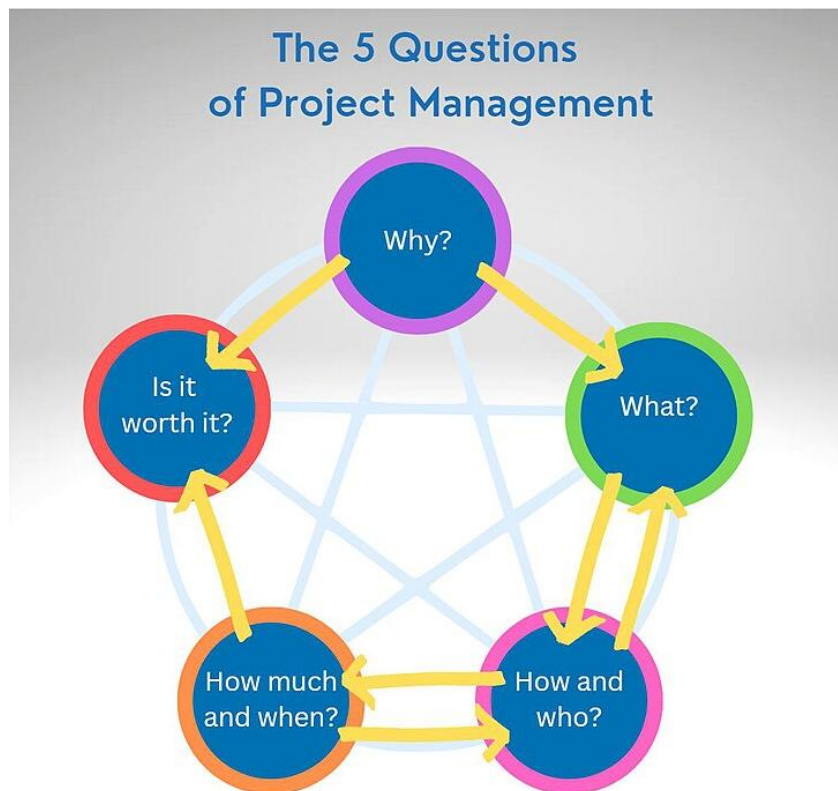 The 5 Questions
of Project Management
Why?
Is it
worth it?
What?
How much
and when?
How and
who?